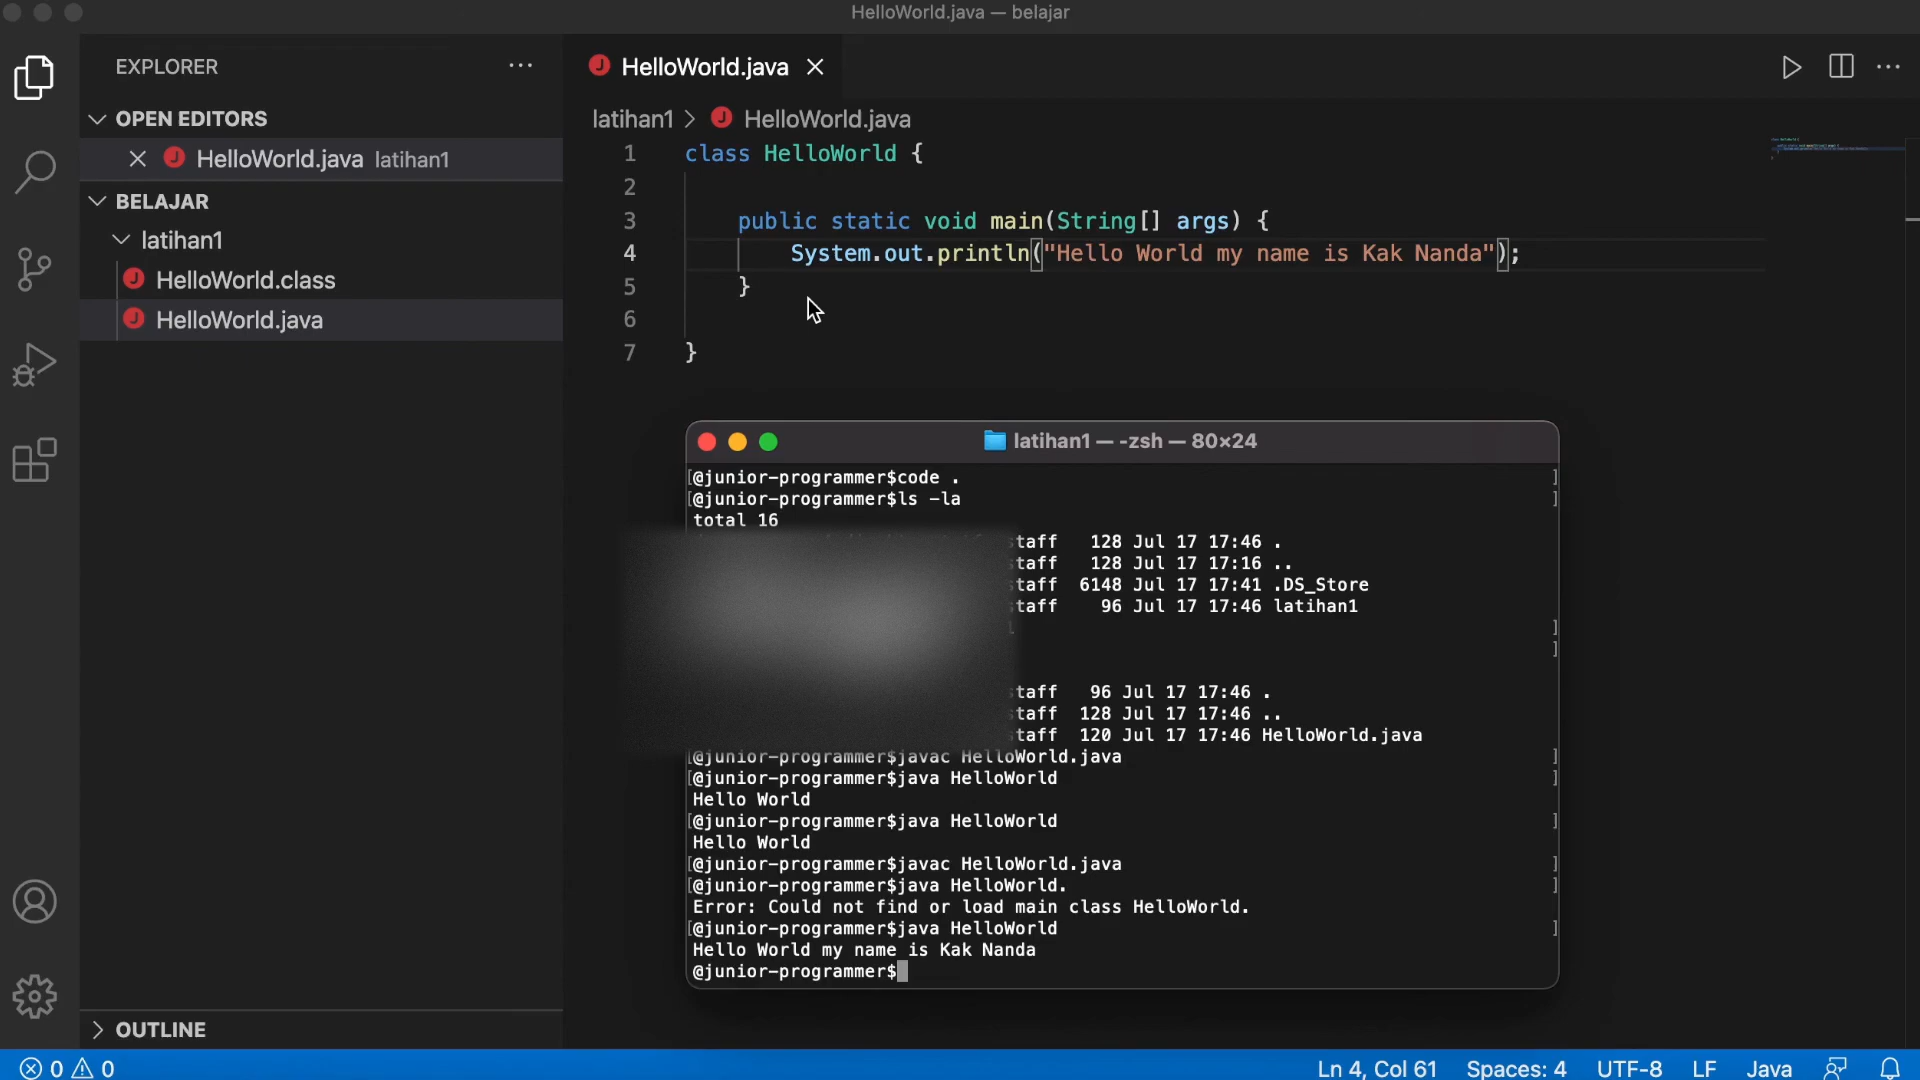 HelloWorld.java — belajar
EXPLORER
OPEN EDITORS
HelloWorld.java latihan1
BELAJAR
latihan1
HelloWorld.class
HelloWorld.java
OUTLINE
HelloWorld.java
latihan1 > HelloWorld.java
1 class HelloWorld {
2
3 public static void main(String[] args) {
4 System.out.println("Hello World my name is Kak Nanda");
5 }
6
7 }
latihan1 — -zsh — 80×24
[@junior-programmer$code . ]
[@junior-programmer$ls -la ]
total 16
staff 128 Jul 17 17:46 .
staff 128 Jul 17 17:16 ..
staff 6148 Jul 17 17:41 .DS_Store
staff 96 Jul 17 17:46 latihan1
]
]
staff 96 Jul 17 17:46 .
staff 128 Jul 17 17:46 ..
staff 120 Jul 17 17:46 HelloWorld.java
[@junior-programmer$javac HelloWorld.java ]
[@junior-programmer$java HelloWorld ]
Hello World
[@junior-programmer$java HelloWorld ]
Hello World
[@junior-programmer$javac HelloWorld.java ]
[@junior-programmer$java HelloWorld. ]
Error: Could not find or load main class HelloWorld.
[@junior-programmer$java HelloWorld ]
Hello World my name is Kak Nanda
@junior-programmer$
0 0 Ln 4, Col 61 Spaces: 4 UTF-8 LF Java